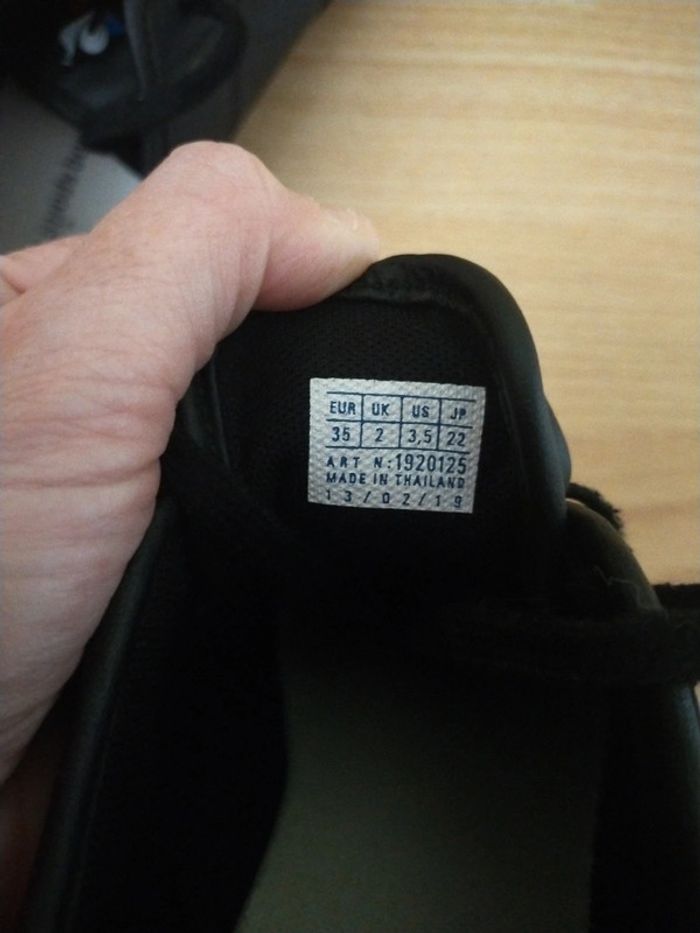 EUR UK US JP
35 2 3,5 22
ART N:1920125
MADE IN THAILAND
13/02/19